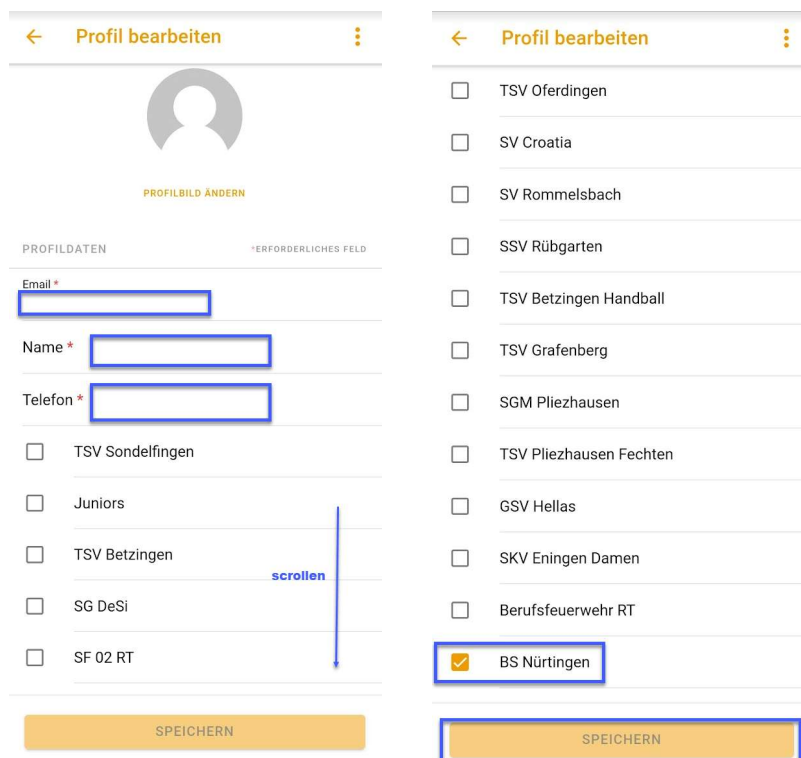 Profil bearbeiten
PROFILBILD ÄNDERN
PROFILDATEN *ERFORDERLICHES FELD
Email *
Name *
Telefon *
TSV Sondelfingen
Juniors
TSV Betzingen
scrollen
SG DeSi
SF 02 RT
SPEICHERN
Profil bearbeiten
TSV Oferdingen
SV Croatia
SV Rommelsbach
SSV Rübgarten
TSV Betzingen Handball
TSV Grafenberg
SGM Pliezhausen
TSV Pliezhausen Fechten
GSV Hellas
SKV Eningen Damen
Berufsfeuerwehr RT
BS Nürtingen
SPEICHERN